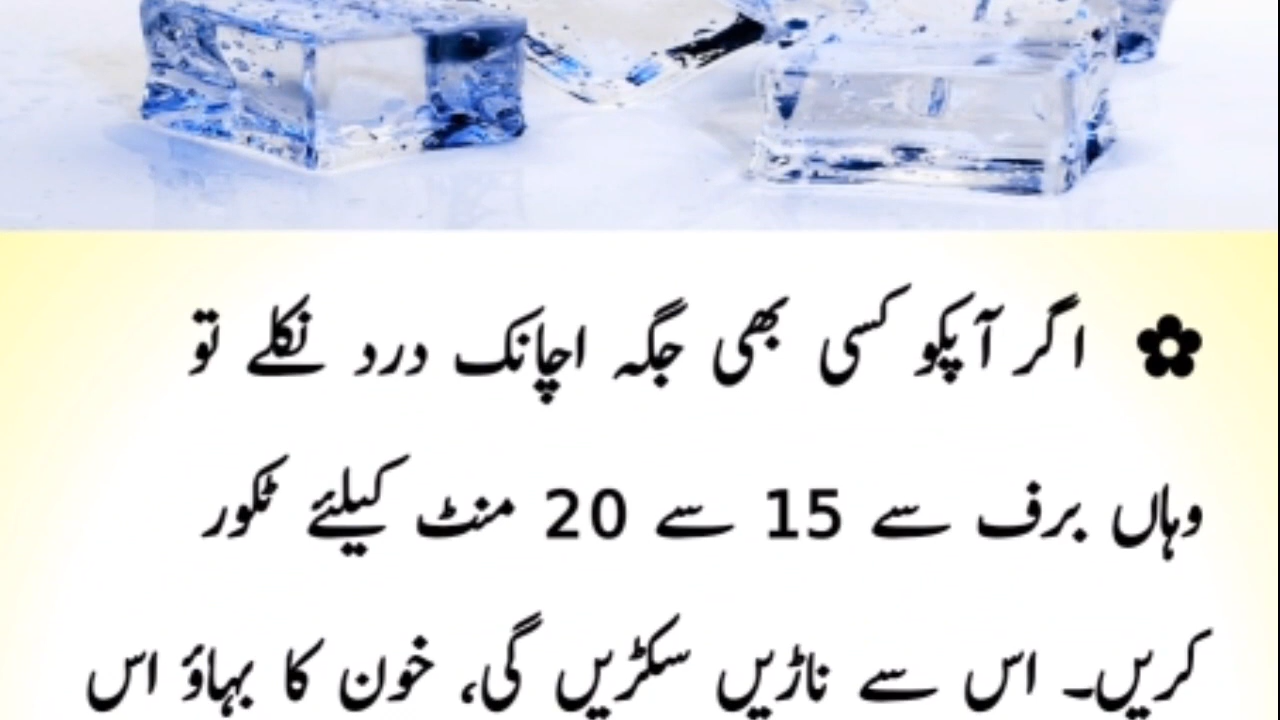 ✿ اگر آپکو کسی بھی جگہ اچانک درد نکلے تو
وہاں برف سے 15 سے 20 منٹ کیلئے ٹکور
کریں۔ اس سے ناڑیں سکڑیں گی، خون کا بہاؤ اس